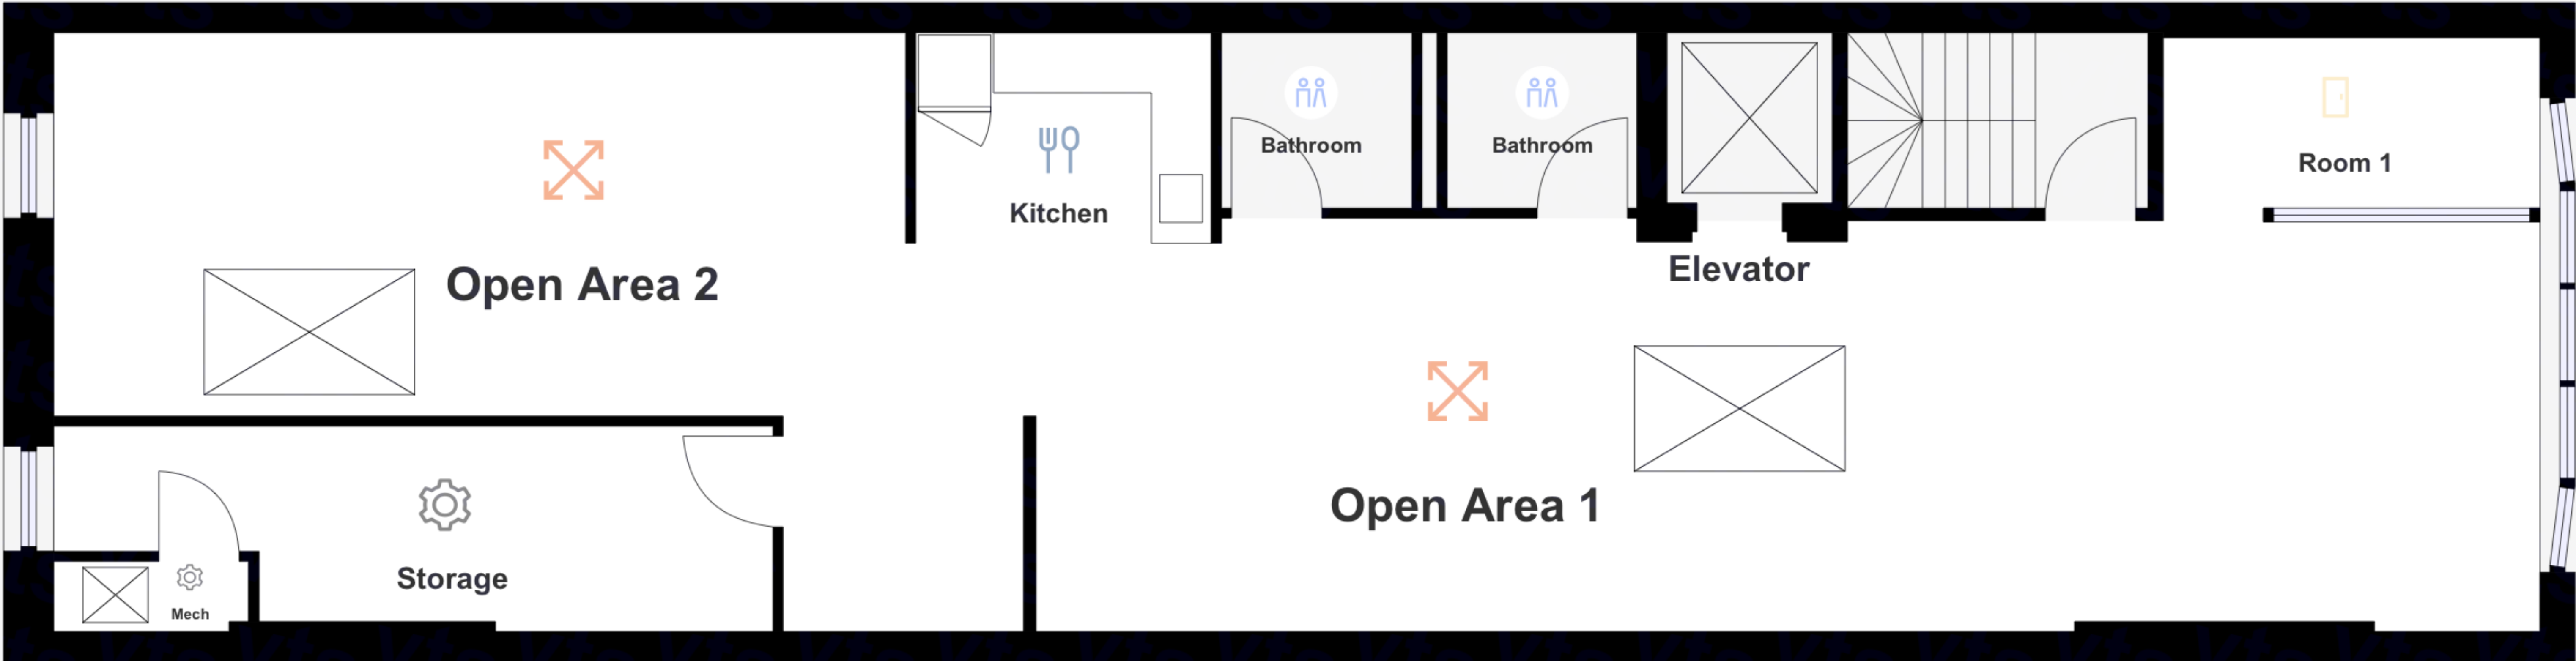 Bathroom
Bathroom
Room 1
Kitchen
Elevator
Open Area 2
Open Area 1
Storage
Mech